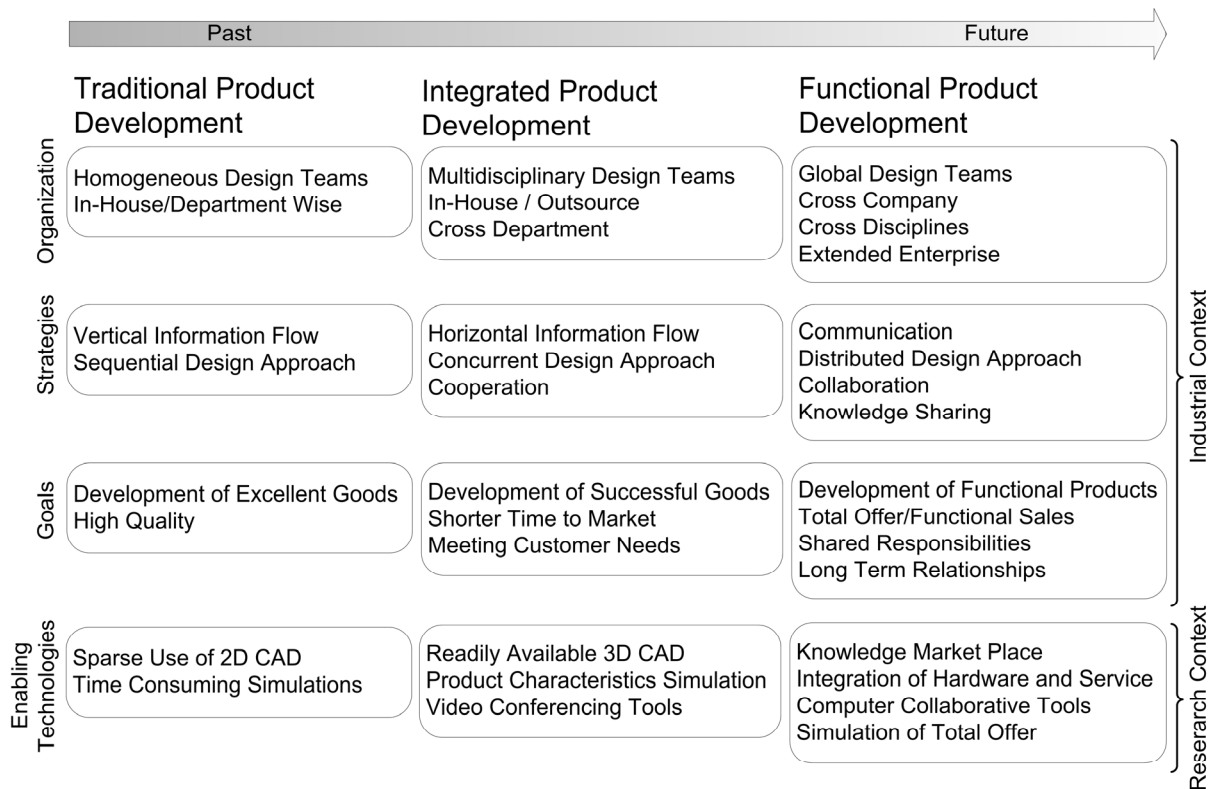 Past
Future
Traditional Product
Development
Integrated Product
Development
Functional Product
Development
Organization
Homogeneous Design Teams
In-House/Department Wise
Multidisciplinary Design Teams
In-House / Outsource
Cross Department
Global Design Teams
Cross Company
Cross Disciplines
Extended Enterprise
Strategies
Vertical Information Flow
Sequential Design Approach
Horizontal Information Flow
Concurrent Design Approach
Cooperation
Communication
Distributed Design Approach
Collaboration
Knowledge Sharing
Goals
Development of Excellent Goods
High Quality
Development of Successful Goods
Shorter Time to Market
Meeting Customer Needs
Development of Functional Products
Total Offer/Functional Sales
Shared Responsibilities
Long Term Relationships
Industrial Context
Enabling
Technologies
Sparse Use of 2D CAD
Time Consuming Simulations
Readily Available 3D CAD
Product Characteristics Simulation
Video Conferencing Tools
Knowledge Market Place
Integration of Hardware and Service
Computer Collaborative Tools
Simulation of Total Offer
Reserarch Context